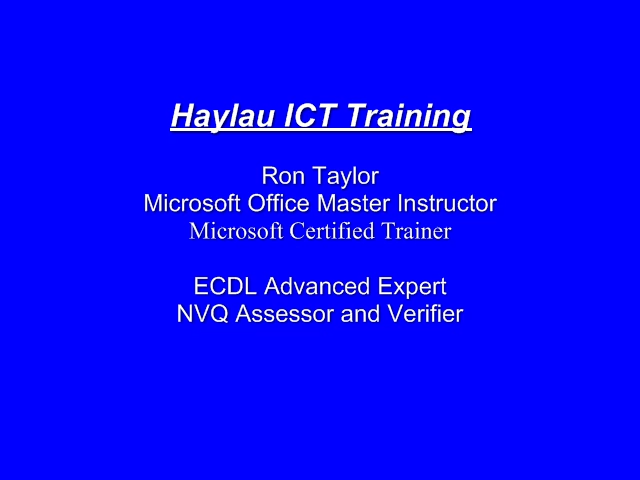 Haylau ICT Training
Ron Taylor
Microsoft Office Master Instructor
Microsoft Certified Trainer
ECDL Advanced Expert
NVQ Assessor and Verifier